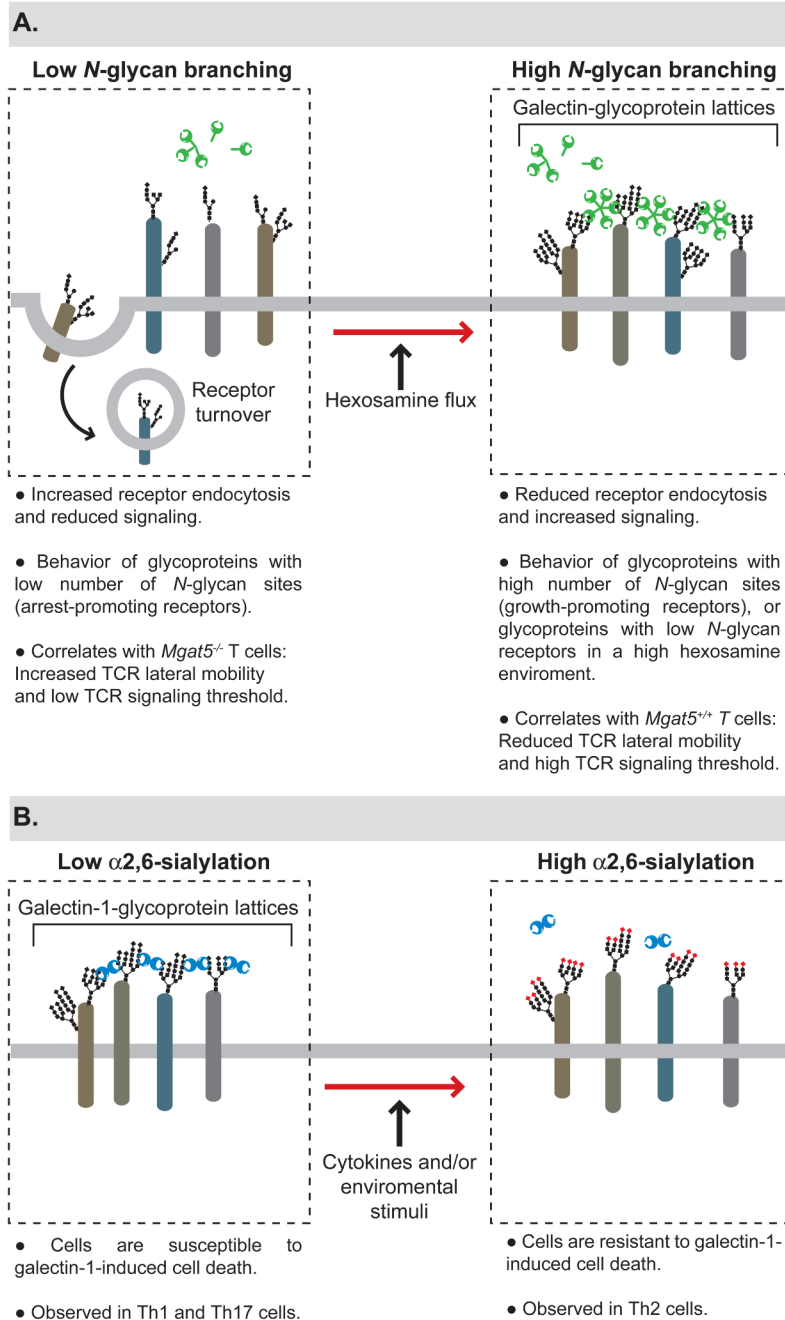 A.
Low N-glycan branching
High N-glycan branching
Galectin-glycoprotein lattices
Receptor
turnover
Hexosamine flux
● Increased receptor endocytosis
and reduced signaling.
● Behavior of glycoproteins with
low number of N-glycan sites
(arrest-promoting receptors).
● Correlates with Mgat5-/- T cells:
Increased TCR lateral mobility
and low TCR signaling threshold.
● Reduced receptor endocytosis
and increased signaling.
● Behavior of glycoproteins with
high number of N-glycan sites
(growth-promoting receptors), or
glycoproteins with low N-glycan
receptors in a high hexosamine
enviroment.
● Correlates with Mgat5+/+ T cells:
Reduced TCR lateral mobility
and high TCR signaling threshold.
B.
Low α2,6-sialylation
High α2,6-sialylation
Galectin-1-glycoprotein lattices
Cytokines and/or
enviromental
stimuli
● Cells are susceptible to
galectin-1-induced cell death.
● Observed in Th1 and Th17 cells.
● Cells are resistant to galectin-1-
induced cell death.
● Observed in Th2 cells.